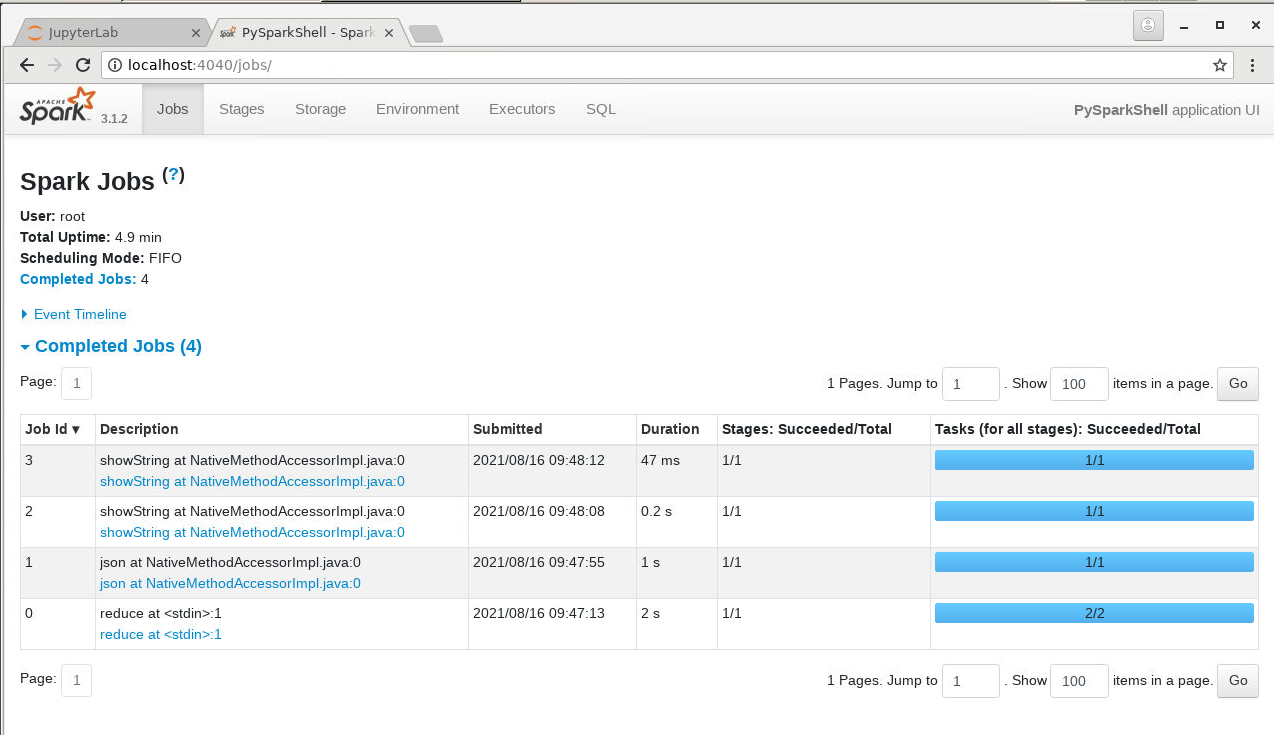 JupyterLab
PySparkShell - Spark
localhost:4040/jobs/
APACHE
Spark 3.1.2 Jobs Stages Storage Environment Executors SQL PySparkShell application UI
Spark Jobs (?)
User: root
Total Uptime: 4.9 min
Scheduling Mode: FIFO
Completed Jobs: 4
Event Timeline
Completed Jobs (4)
Page: 1 1 Pages. Jump to 1 . Show 100 items in a page. Go
Job Id ▾ Description Submitted Duration Stages: Succeeded/Total Tasks (for all stages): Succeeded/Total
3 showString at NativeMethodAccessorImpl.java:0 2021/08/16 09:48:12 47 ms 1/1 1/1
showString at NativeMethodAccessorImpl.java:0
2 showString at NativeMethodAccessorImpl.java:0 2021/08/16 09:48:08 0.2 s 1/1 1/1
showString at NativeMethodAccessorImpl.java:0
1 json at NativeMethodAccessorImpl.java:0 2021/08/16 09:47:55 1 s 1/1 1/1
json at NativeMethodAccessorImpl.java:0
0 reduce at <stdin>:1 2021/08/16 09:47:13 2 s 1/1 2/2
reduce at <stdin>:1
Page: 1 1 Pages. Jump to 1 . Show 100 items in a page. Go